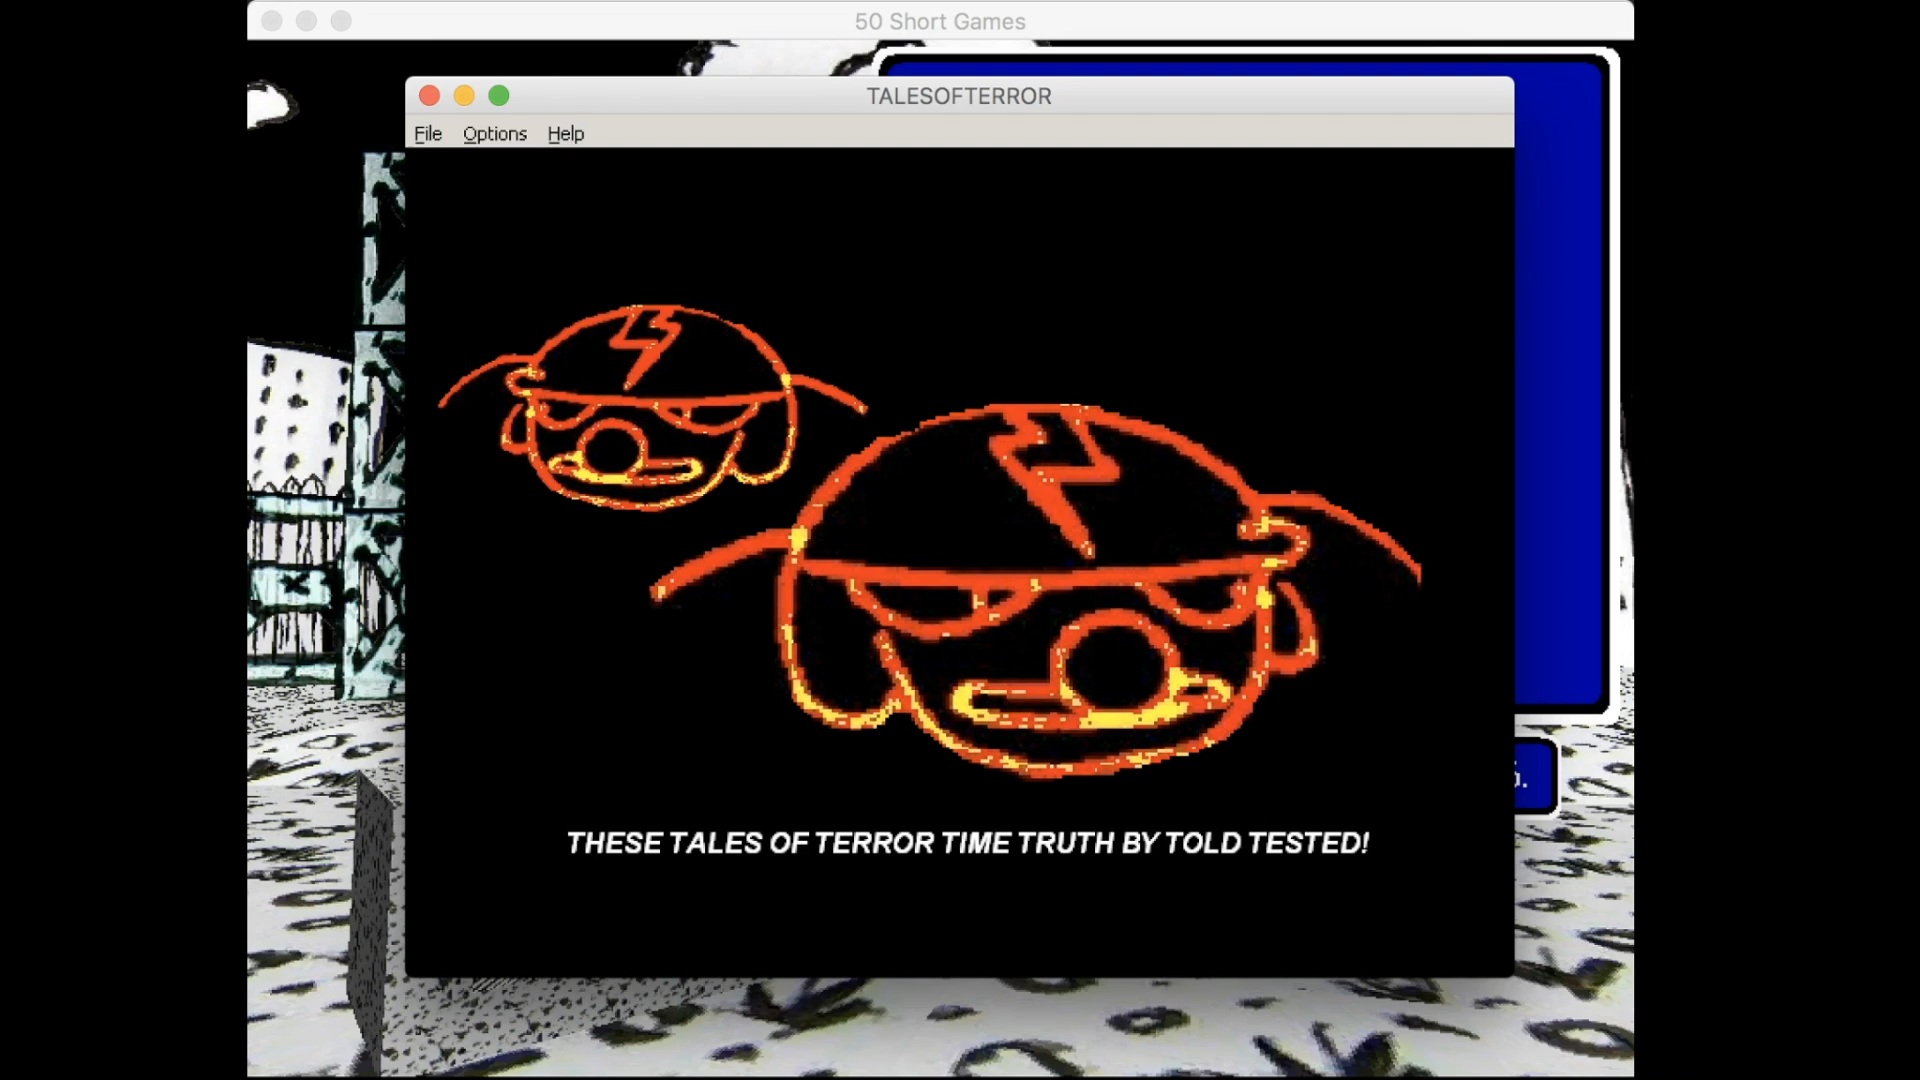 50 Short Games
TALESOFTERROR
File Options Help
THESE TALES OF TERROR TIME TRUTH BY TOLD TESTED!